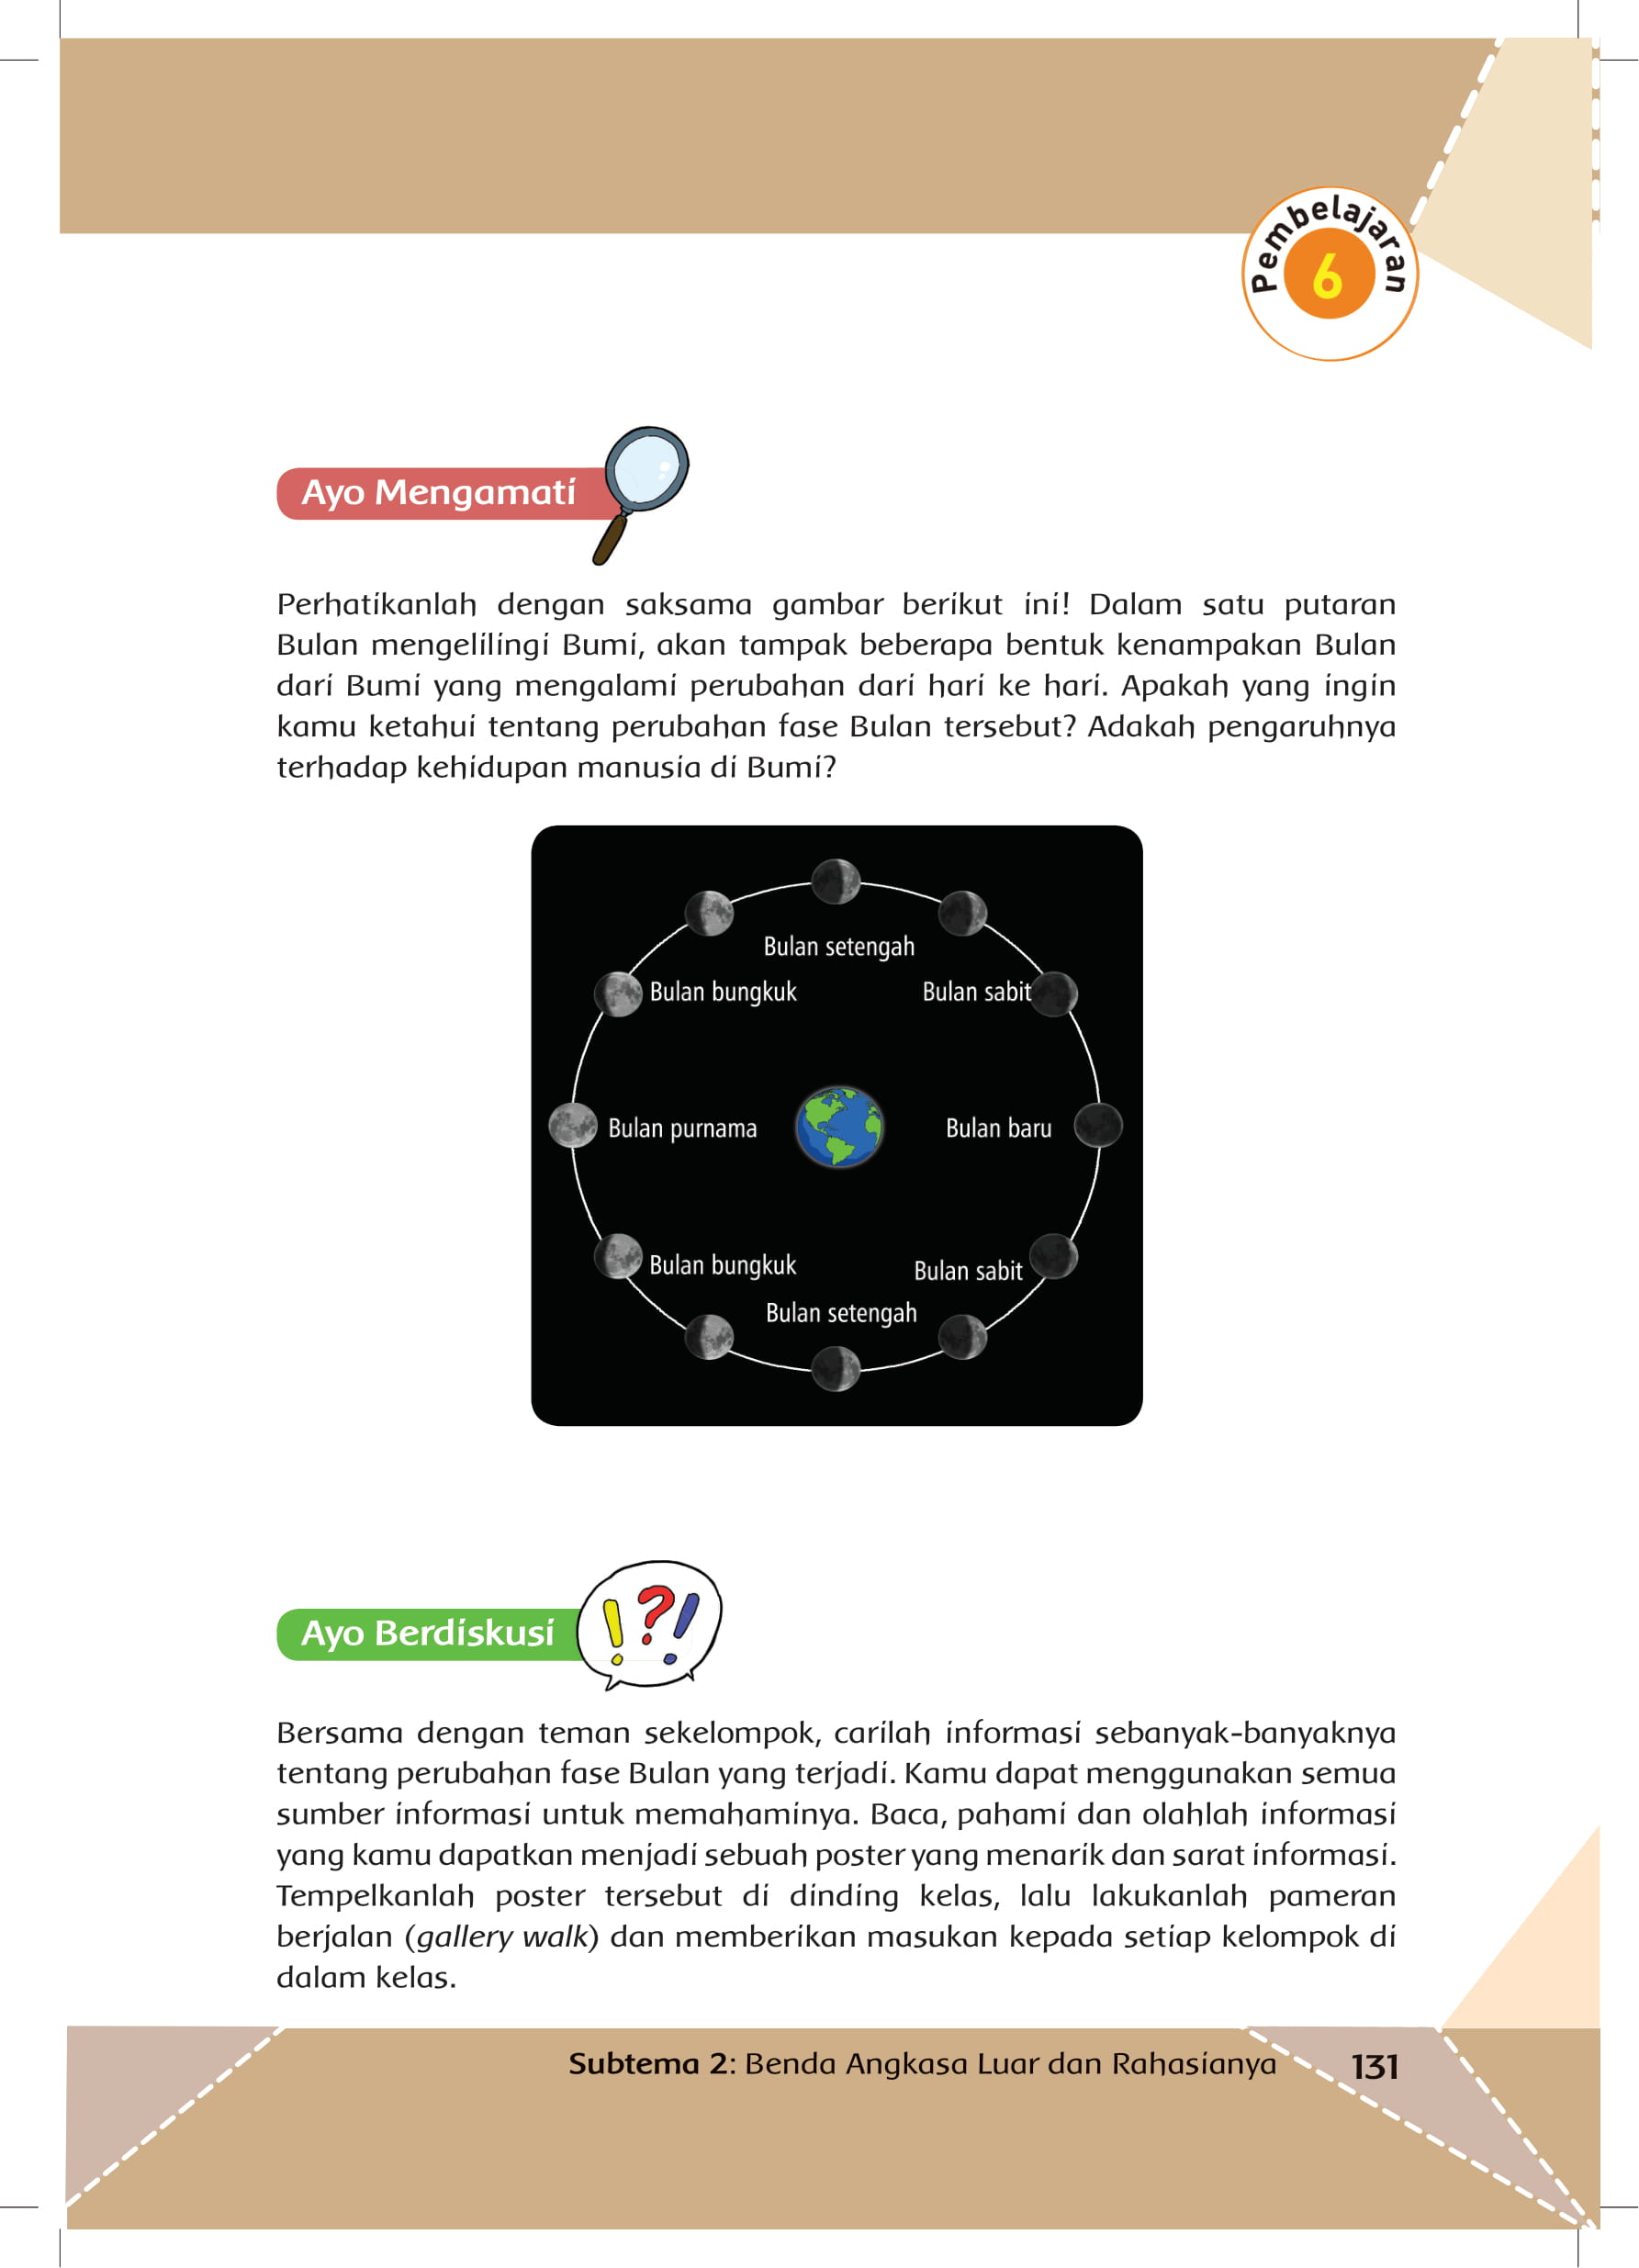 Pembelajaran
6
Ayo Mengamati
Perhatikanlah dengan saksama gambar berikut ini! Dalam satu putaran
Bulan mengelilingi Bumi, akan tampak beberapa bentuk kenampakan Bulan
dari Bumi yang mengalami perubahan dari hari ke hari. Apakah yang ingin
kamu ketahui tentang perubahan fase Bulan tersebut? Adakah pengaruhnya
terhadap kehidupan manusia di Bumi?
Bulan setengah
Bulan bungkuk
Bulan sabit
Bulan purnama
Bulan baru
Bulan bungkuk
Bulan sabit
Bulan setengah
Ayo Berdiskusi
!?!
Bersama dengan teman sekelompok, carilah informasi sebanyak-banyaknya
tentang perubahan fase Bulan yang terjadi. Kamu dapat menggunakan semua
sumber informasi untuk memahaminya. Baca, pahami dan olahlah informasi
yang kamu dapatkan menjadi sebuah poster yang menarik dan sarat informasi.
Tempelkanlah poster tersebut di dinding kelas, lalu lakukanlah pameran
berjalan (gallery walk) dan memberikan masukan kepada setiap kelompok di
dalam kelas.
Subtema 2: Benda Angkasa Luar dan Rahasianya
131